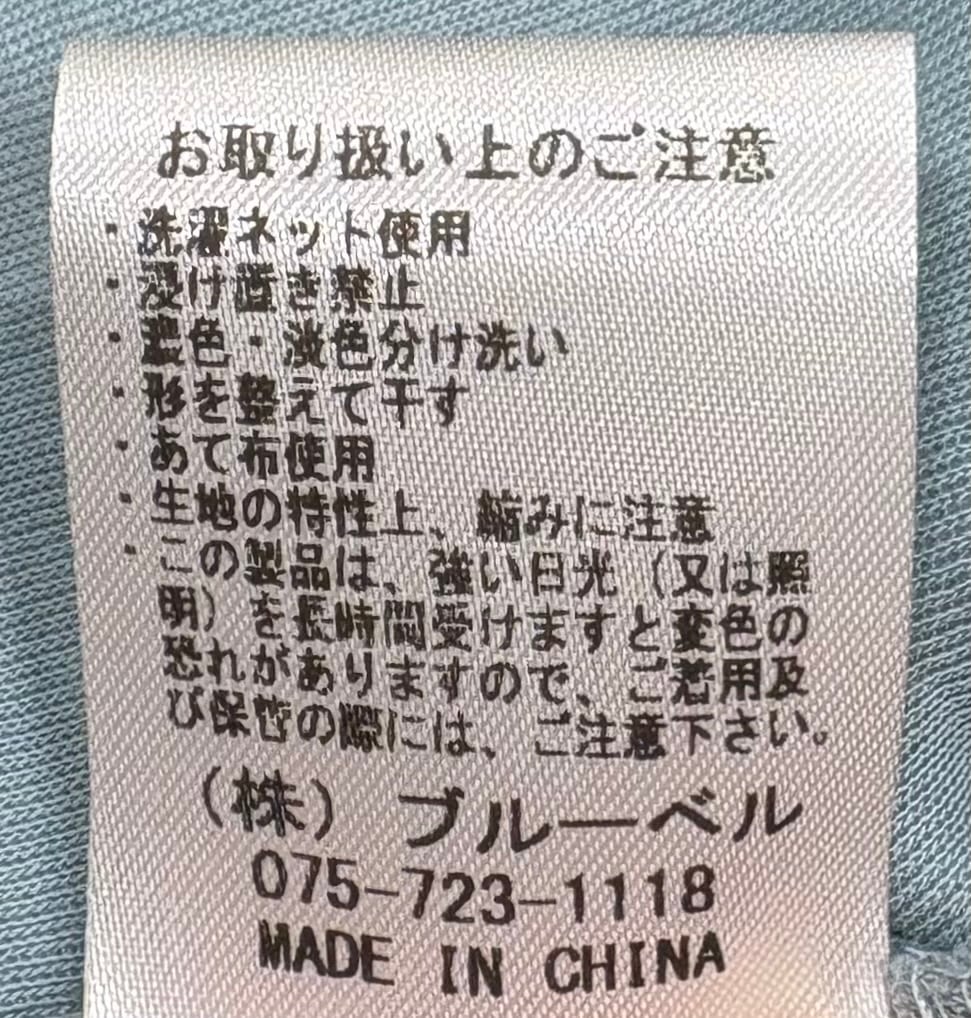 お取り扱い上のご注意
・洗濯ネット使用
・浸け置き禁止
・濃色・淡色分け洗い
・形を整えて干す
・あて布使用
・生地の特性上、縮みに注意
・この製品は、強い日光（又は照
明）を長時間受けますと変色の
恐れがありますので、ご着用及
び保管の際には、ご注意下さい。
（株）ブルーベル
075-723-1118
MADE IN CHINA